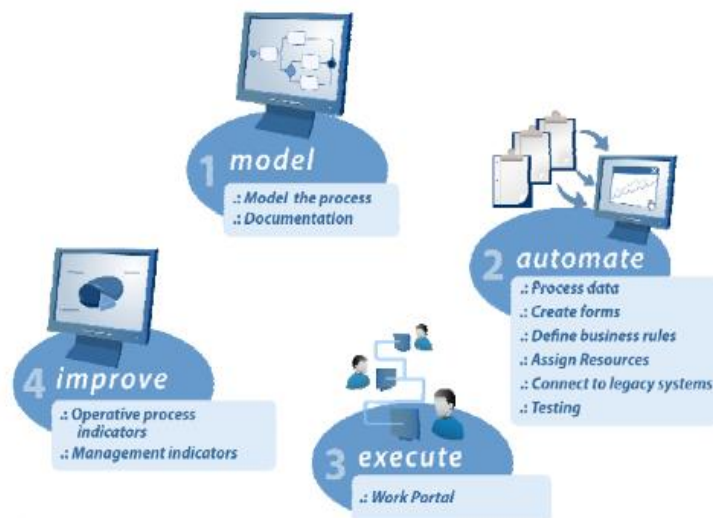 1 model
.: Model the process
.: Documentation
2 automate
.: Process data
.: Create forms
.: Define business rules
.: Assign Resources
.: Connect to legacy systems
.: Testing
3 execute
.: Work Portal
4 improve
.: Operative process
indicators
.: Management indicators